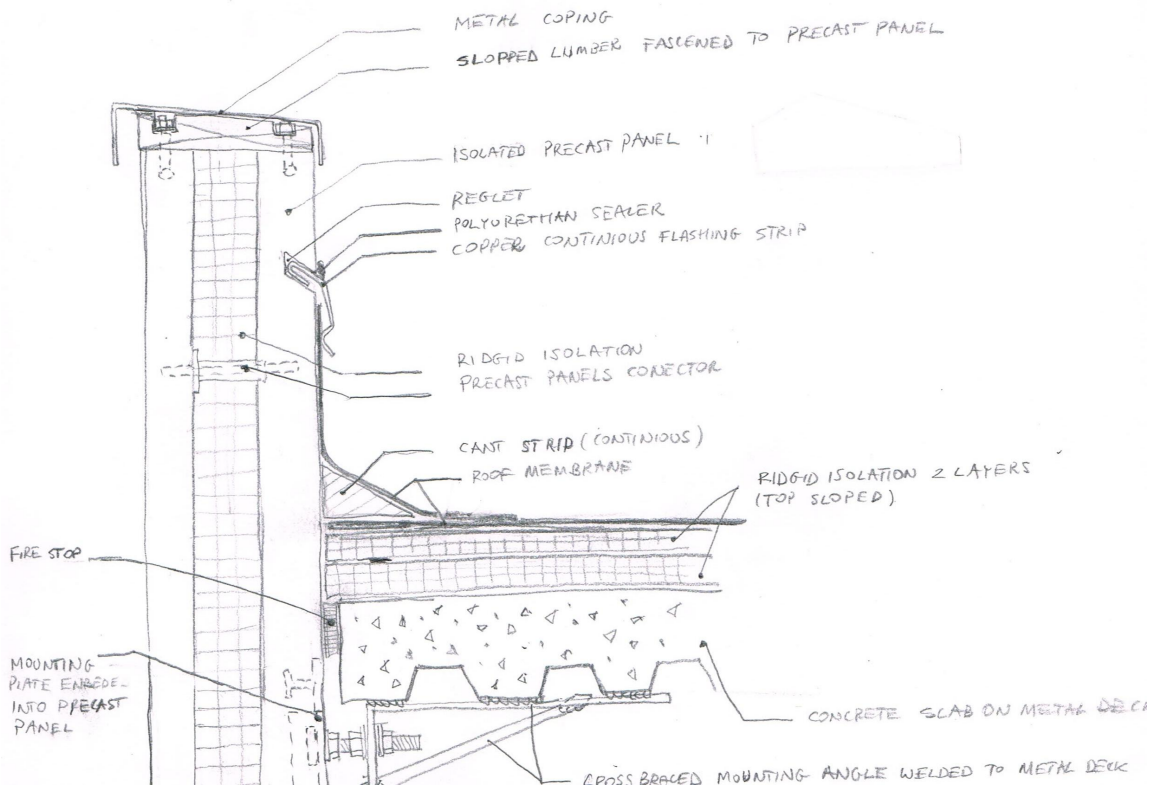 METAL COPING
SLOPPED LUMBER FASCENED TO PRECAST PANEL
ISOLATED PRECAST PANEL
REGLET
POLYURETHAN SEALER
COPPER CONTINIOUS FLASHING STRIP
RIDGID ISOLATION
PRECAST PANELS CONECTOR
CANT STRIP (CONTINIOUS)
ROOF MEMBRANE
RIDGID ISOLATION 2 LAYERS
(TOP SLOPED)
FIRE STOP
MOUNTING
PLATE ENBEDE-
INTO PRECAST
PANEL
CONCRETE SLAB ON METAL DECK
CROSS BRACED MOUNTING ANGLE WELDED TO METAL DECK